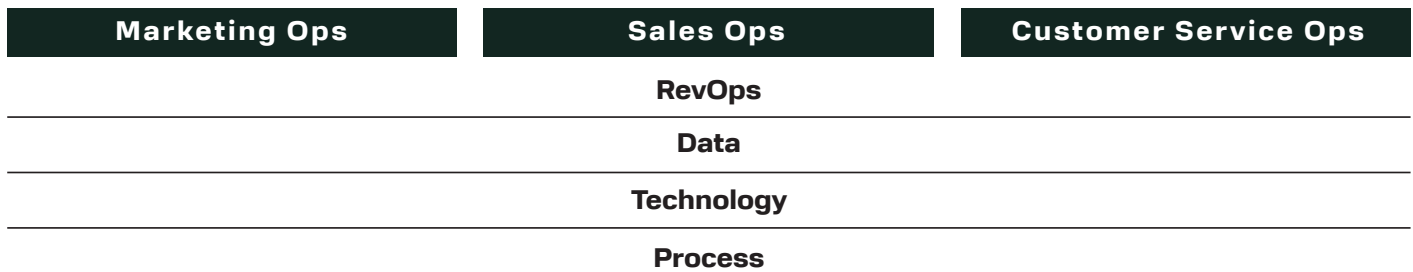 Marketing Ops Sales Ops Customer Service Ops
RevOps
Data
Technology
Process